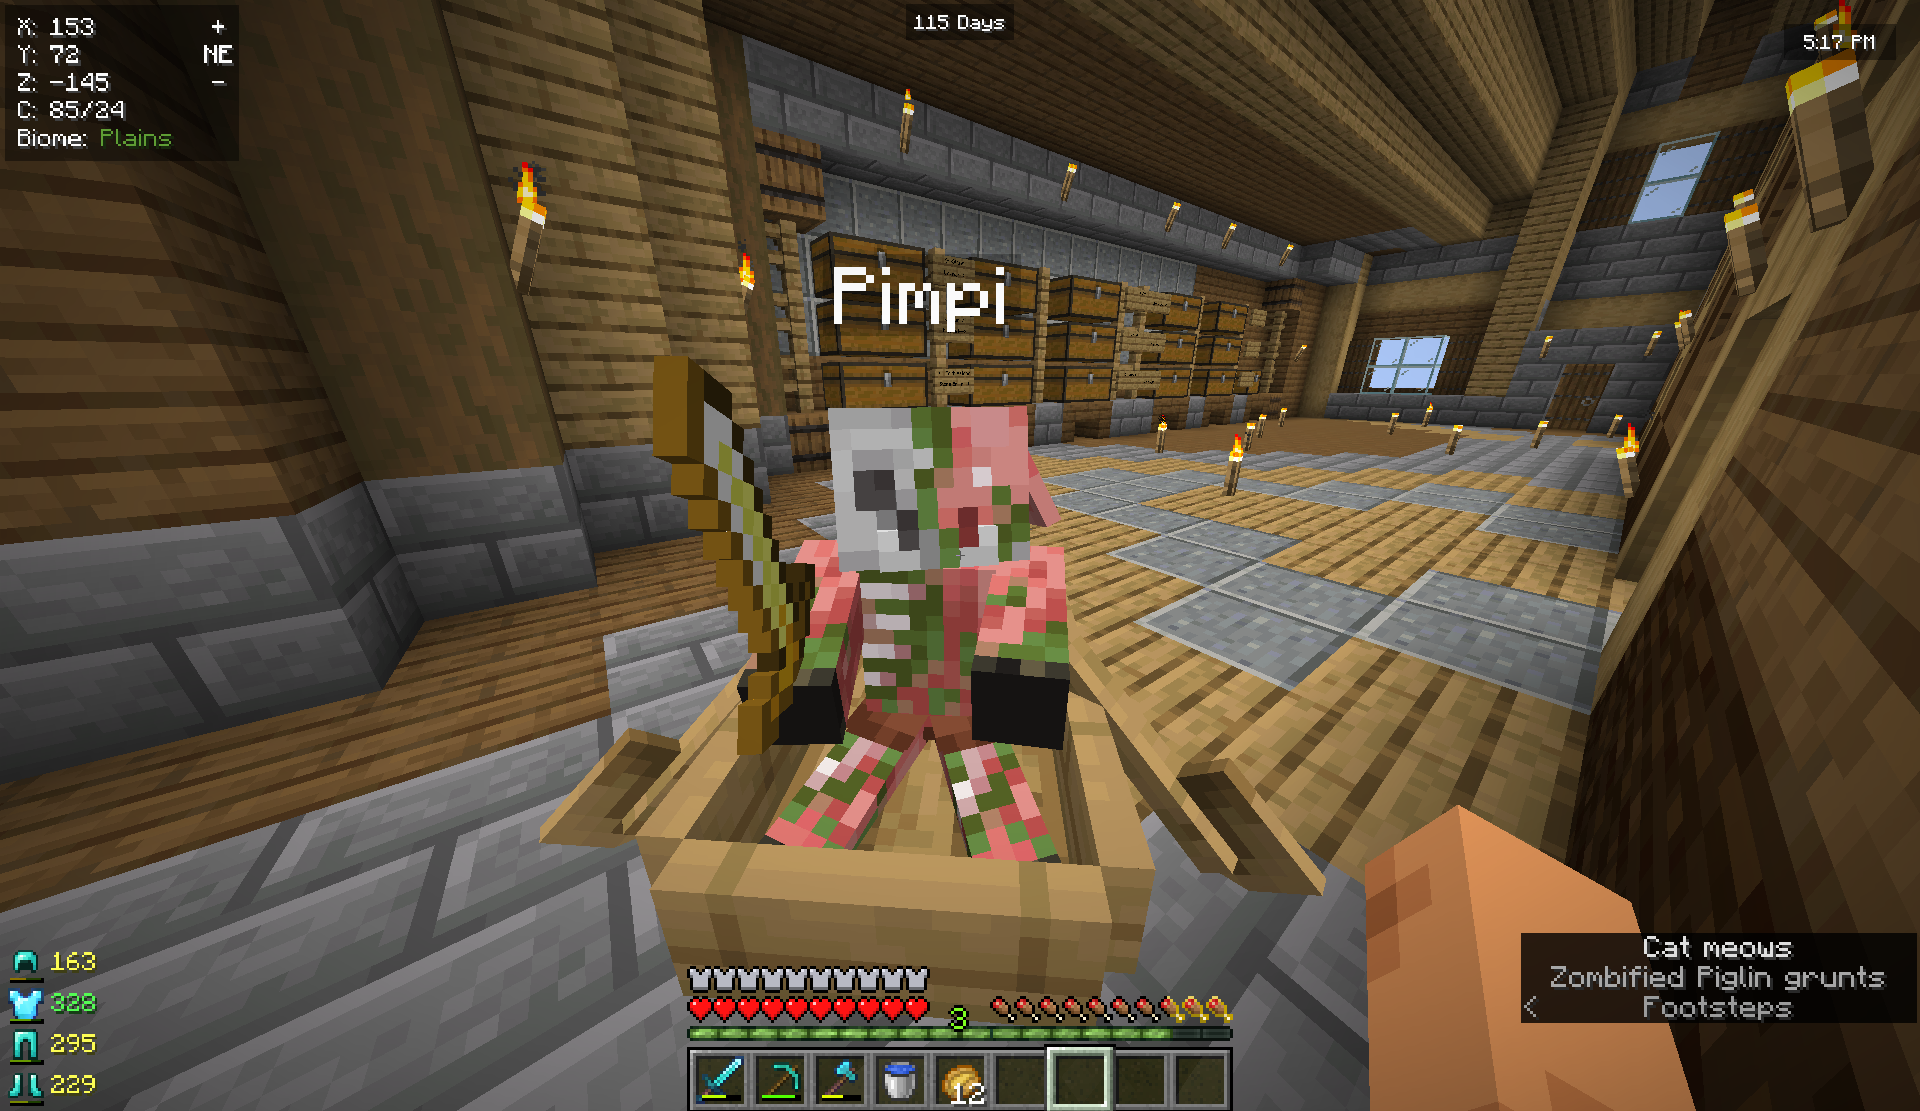 X: 153 +
Y: 72 NE
Z: -145 -
C: 85/24
Biome: Plains
115 Days
5:17 PM
Pimpi
163
328
295
229
3
12
Cat meows
Zombified Piglin grunts
< Footsteps